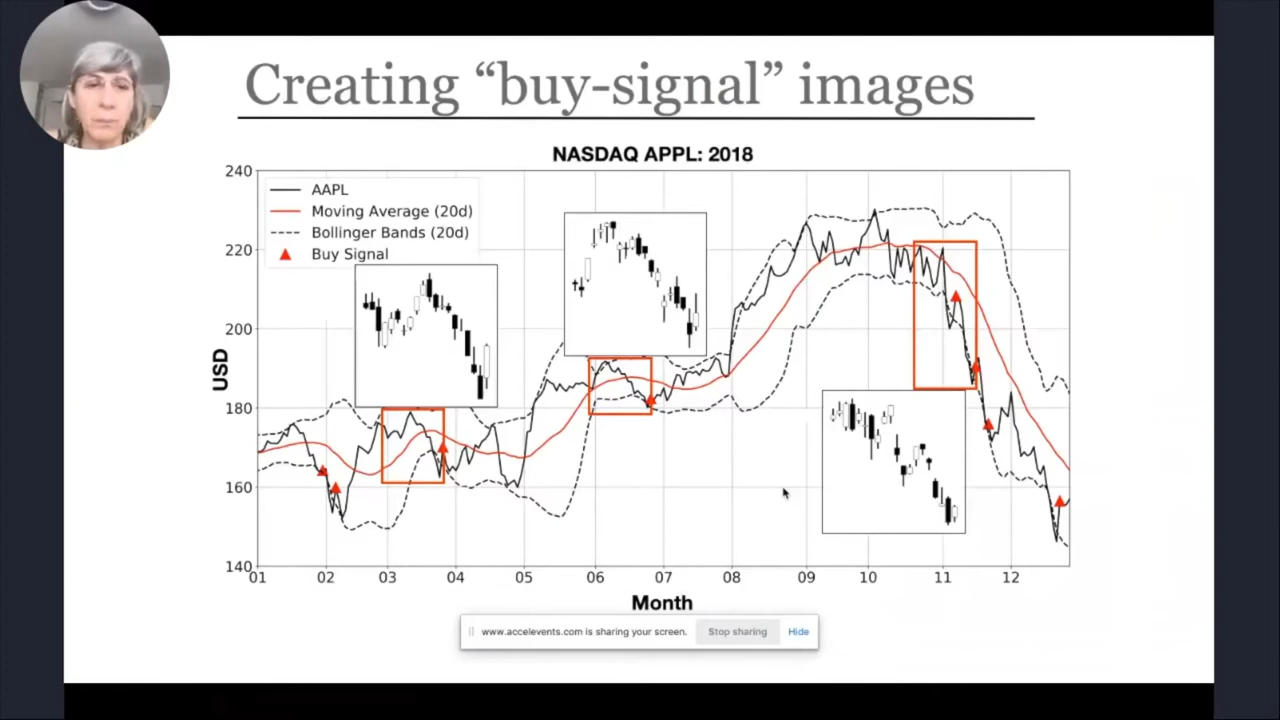 Creating “buy-signal” images
NASDAQ APPL: 2018
240
220
200
180
160
140
USD
AAPL
Moving Average (20d)
Bollinger Bands (20d)
Buy Signal
01 02 03 04 05 06 07 08 09 10 11 12
Month
www.accelevents.com is sharing your screen. Stop sharing Hide